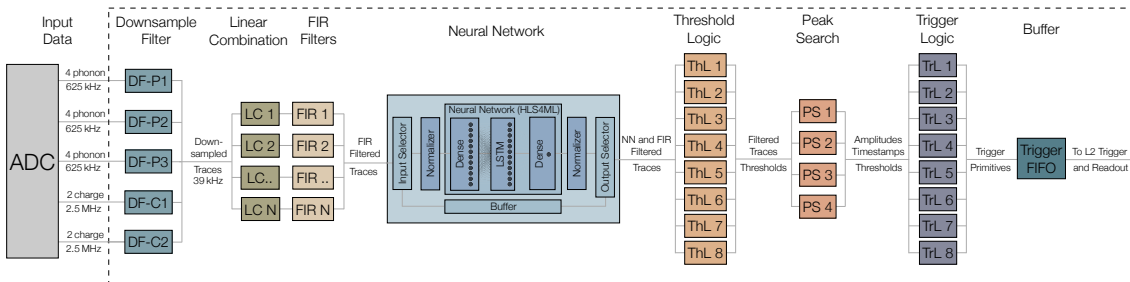 Input
Data
Downsample
Filter
Linear
Combination
FIR
Filters
Neural Network
Threshold
Logic
Peak
Search
Trigger
Logic
Buffer
ADC
4 phonon
625 kHz
4 phonon
625 kHz
4 phonon
625 kHz
2 charge
2.5 MHz
2 charge
2.5 MHz
DF-P1
DF-P2
DF-P3
DF-C1
DF-C2
Down-
sampled
Traces
39 kHz
LC 1
LC 2
LC..
LC N
FIR 1
FIR 2
FIR ..
FIR N
FIR
Filtered
Traces
Input Selector
Normalizer
Neural Network (HLS4ML)
Dense
LSTM
Dense
Normalizer
Output Selector
Buffer
NN and FIR
Filtered
Traces
ThL 1
ThL 2
ThL 3
ThL 4
ThL 5
ThL 6
ThL 7
ThL 8
Filtered
Traces
Thresholds
PS 1
PS 2
PS 3
PS 4
Amplitudes
Timestamps
Thresholds
TrL 1
TrL 2
TrL 3
TrL 4
TrL 5
TrL 6
TrL 7
TrL 8
Trigger
Primitives
Trigger
FIFO
To L2 Trigger
and Readout